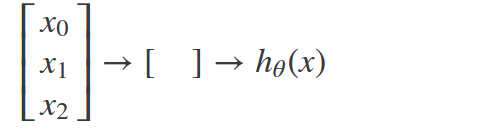 x₀
x₁ → [ ] → hθ(x)
x₂